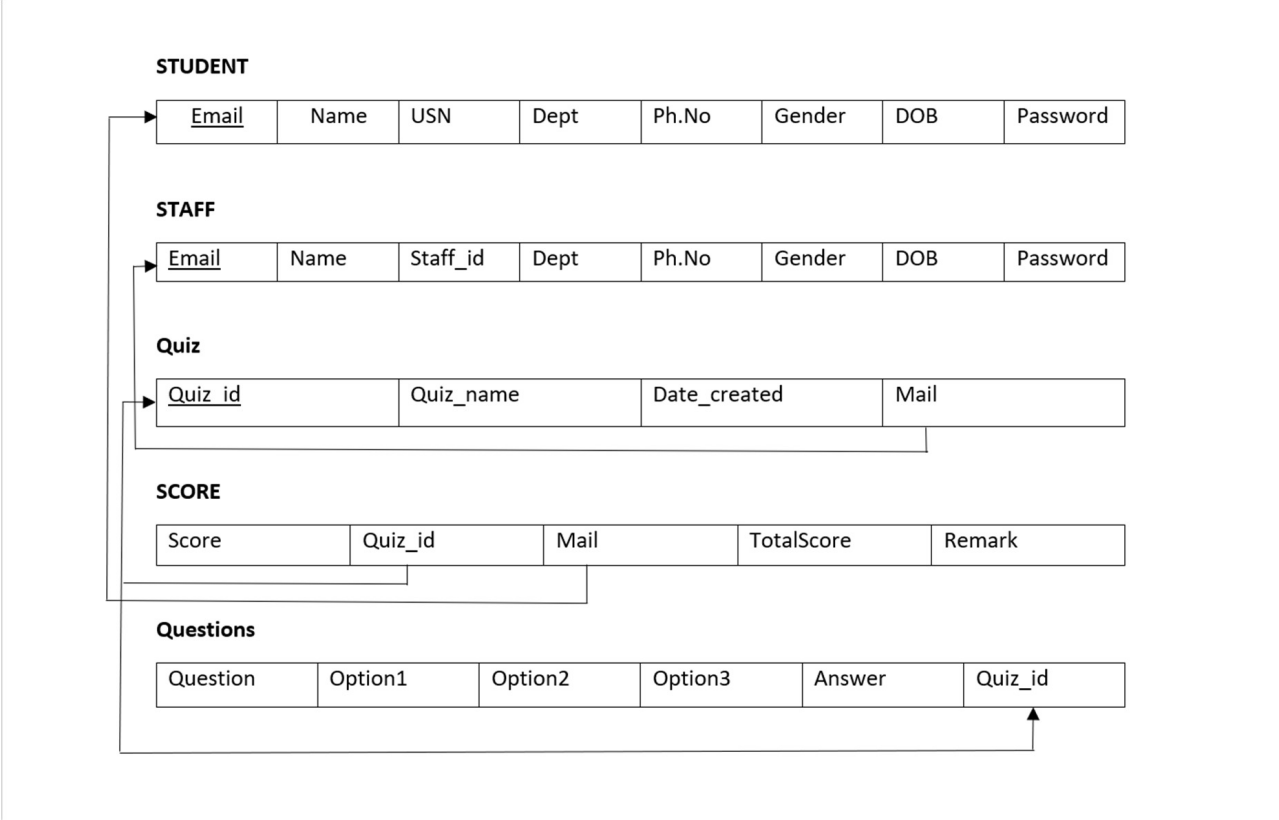 STUDENT
Email Name USN Dept Ph.No Gender DOB Password
STAFF
Email Name Staff_id Dept Ph.No Gender DOB Password
Quiz
Quiz_id Quiz_name Date_created Mail
SCORE
Score Quiz_id Mail TotalScore Remark
Questions
Question Option1 Option2 Option3 Answer Quiz_id